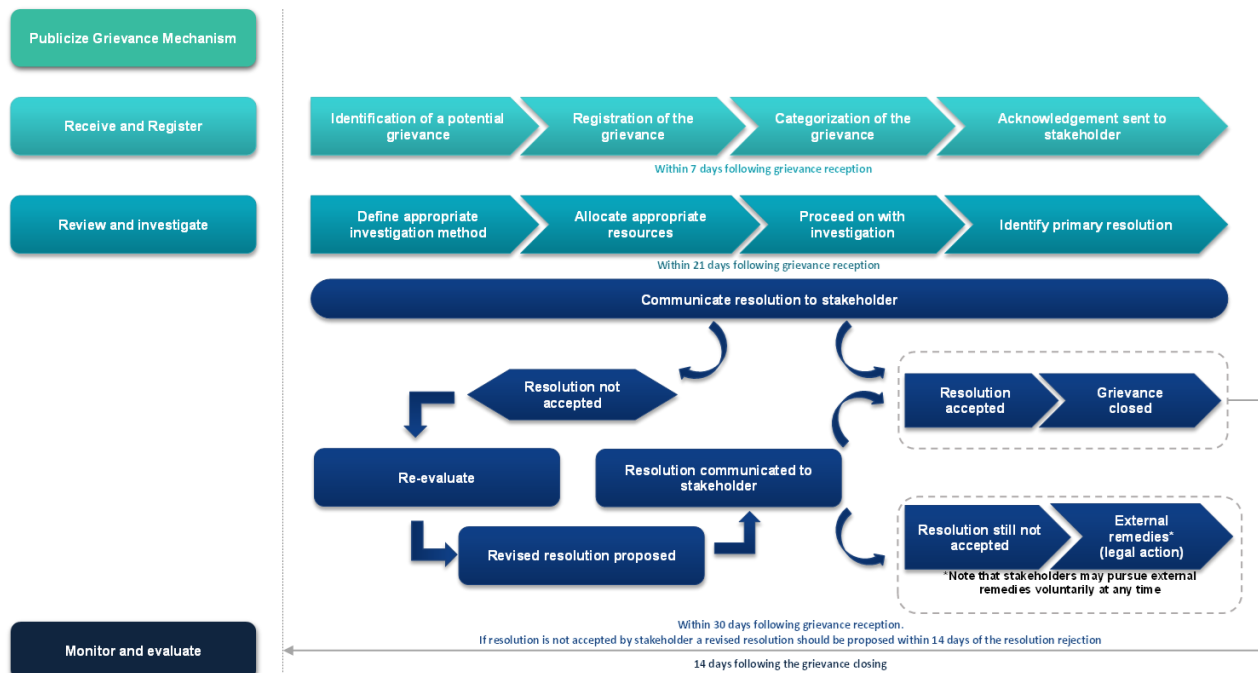 Publicize Grievance Mechanism
Receive and Register
Identification of a potential
grievance
Registration of the
grievance
Categorization of the
grievance
Acknowledgement sent to
stakeholder
Within 7 days following grievance reception
Review and investigate
Define appropriate
investigation method
Allocate appropriate
resources
Proceed on with
investigation
Identify primary resolution
Within 21 days following grievance reception
Communicate resolution to stakeholder
Resolution not
accepted
Resolution
accepted
Grievance
closed
Re-evaluate
Resolution communicated to
stakeholder
Revised resolution proposed
Resolution still not
accepted
External
remedies*
(legal action)
*Note that stakeholders may pursue external
remedies voluntarily at any time
Within 30 days following grievance reception.
If resolution is not accepted by stakeholder a revised resolution should be proposed within 14 days of the resolution rejection
Monitor and evaluate
14 days following the grievance closing